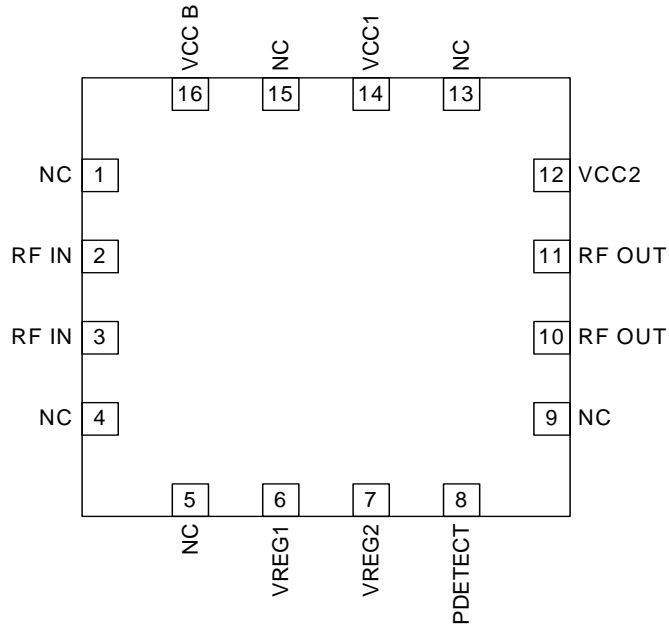 VCC B
NC
VCC1
NC
16
15
14
13
NC 1
12 VCC2
RF IN 2
11 RF OUT
RF IN 3
10 RF OUT
NC 4
9 NC
5
6
7
8
NC
VREG1
VREG2
PDETECT